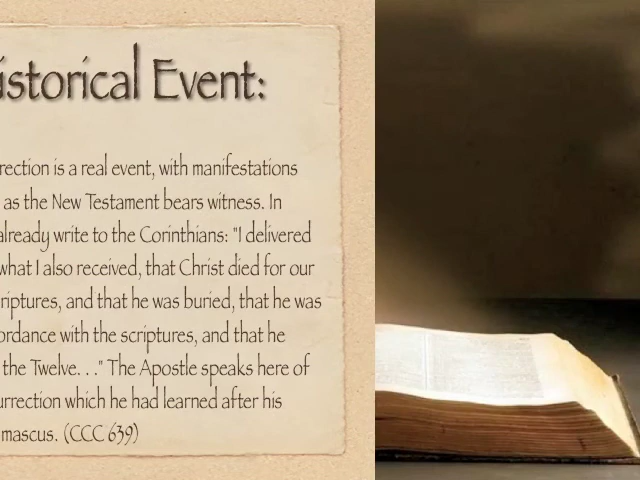 istorical Event:
rection is a real event, with manifestations
as the New Testament bears witness. In
already write to the Corinthians: "I delivered
what I also received, that Christ died for our
riptures, and that he was buried, that he was
ordance with the scriptures, and that he
the Twelve. . ." The Apostle speaks here of
urrection which he had learned after his
mascus. (CCC 639)